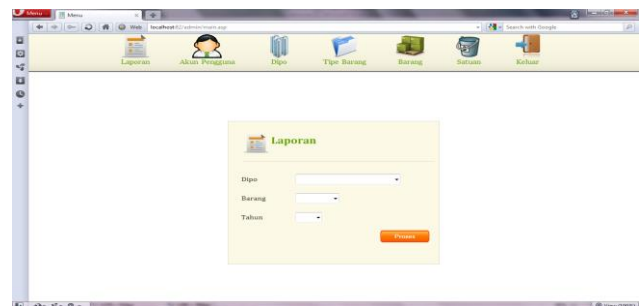 Menu
Menu
Web localhost:82/admin/main.asp Search with Google
Laporan Akun Pengguna Dipo Tipe Barang Barang Satuan Keluar
Laporan
Dipo
Barang
Tahun
Proses